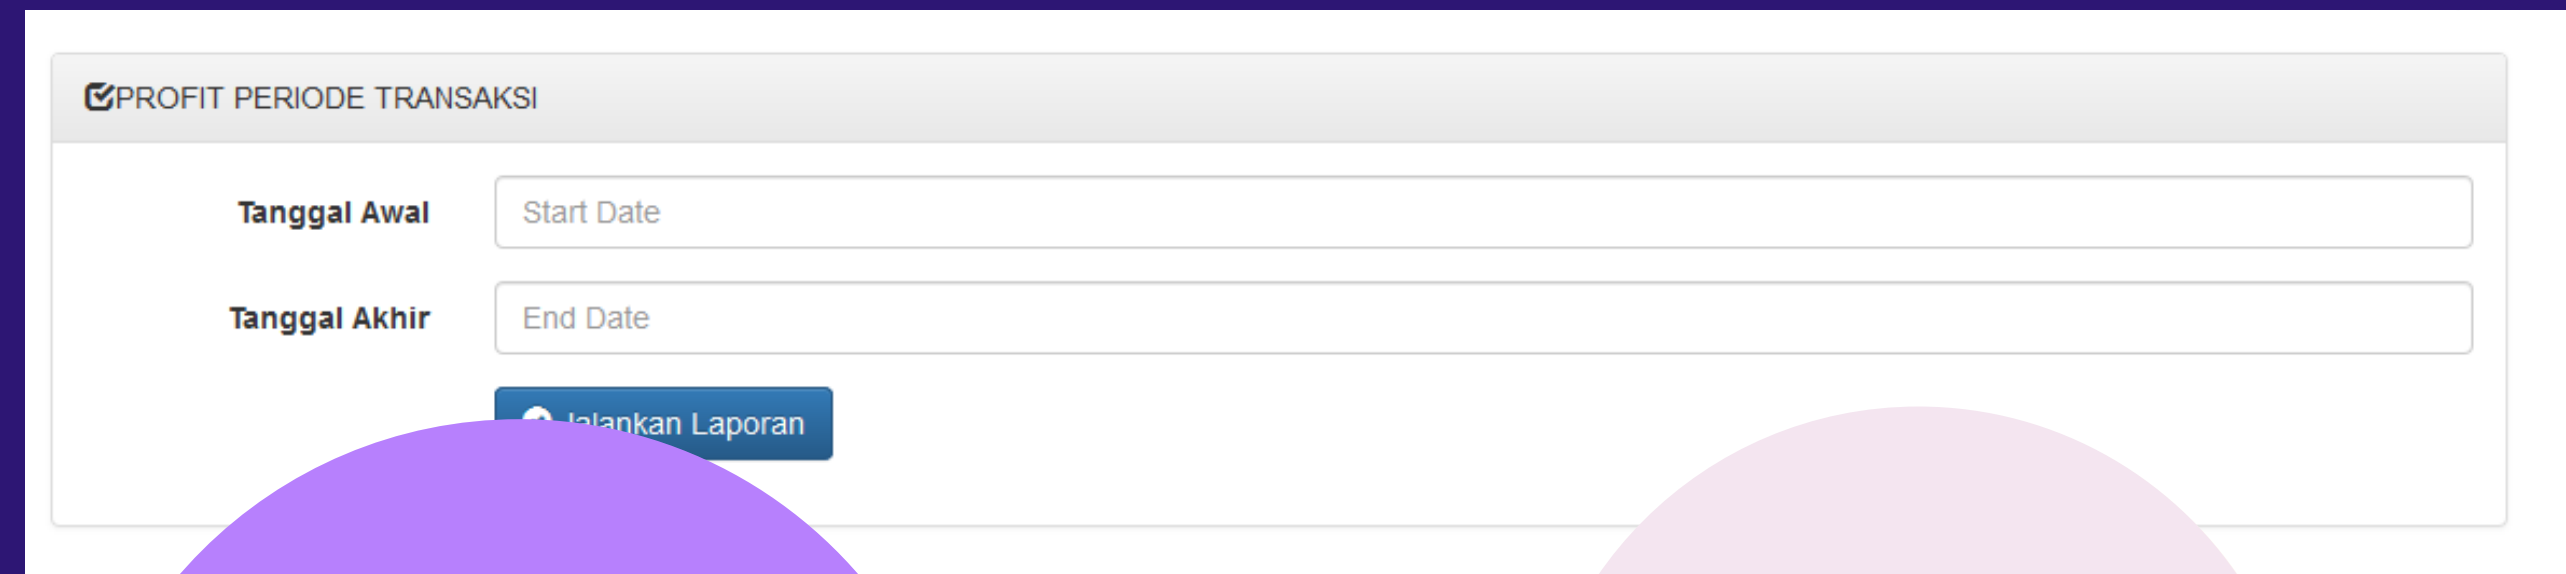 PROFIT PERIODE TRANSAKSI
Tanggal Awal
Start Date
Tanggal Akhir
End Date
Jalankan Laporan